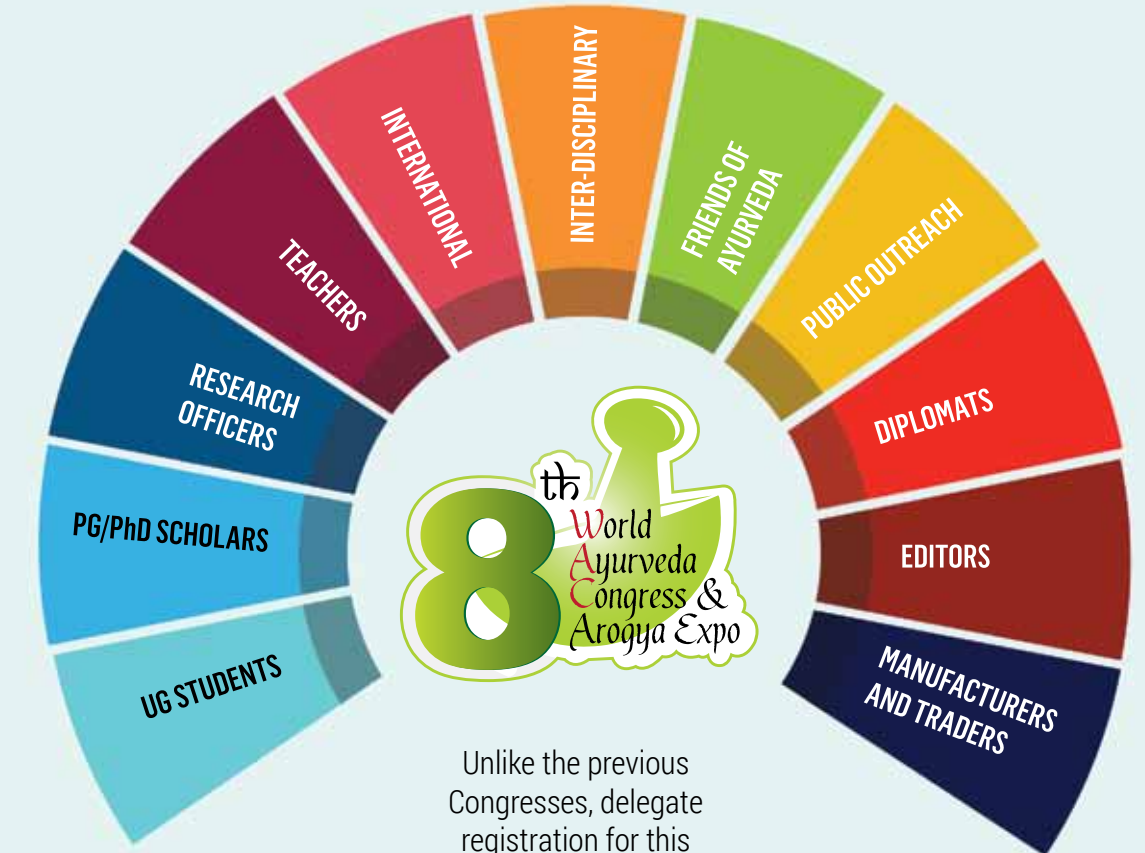 UG STUDENTS
PG/PhD SCHOLARS
RESEARCH
OFFICERS
TEACHERS
INTERNATIONAL
INTER-DISCIPLINARY
FRIENDS OF
AYURVEDA
PUBLIC OUTREACH
DIPLOMATS
EDITORS
MANUFACTURERS
AND TRADERS
8th
World
Ayurveda
Congress &
Arogya Expo
Unlike the previous
Congresses, delegate
registration for this